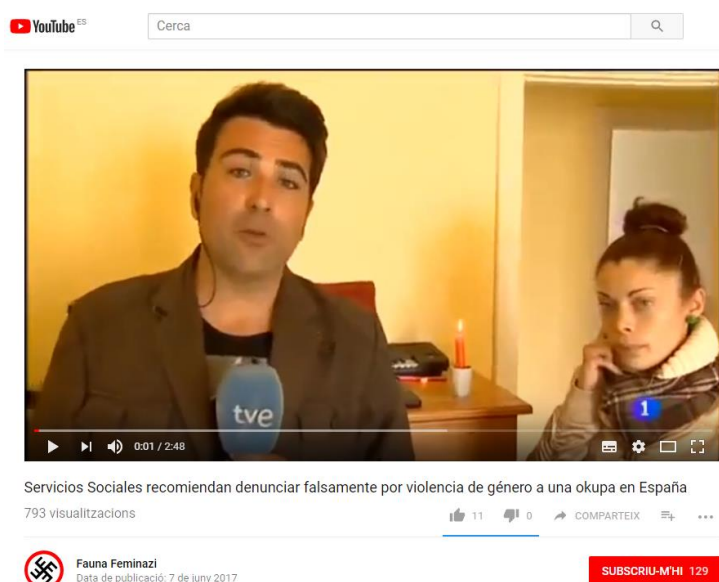 YouTube ES
Cerca
tve
1
0:01 / 2:48
Servicios Sociales recomiendan denunciar falsamente por violencia de género a una okupa en España
793 visualitzacions
11 0 COMPARTEIX
Fauna Feminazi
Data de publicació: 7 de juny 2017
SUBSCRIU-M'HI 129